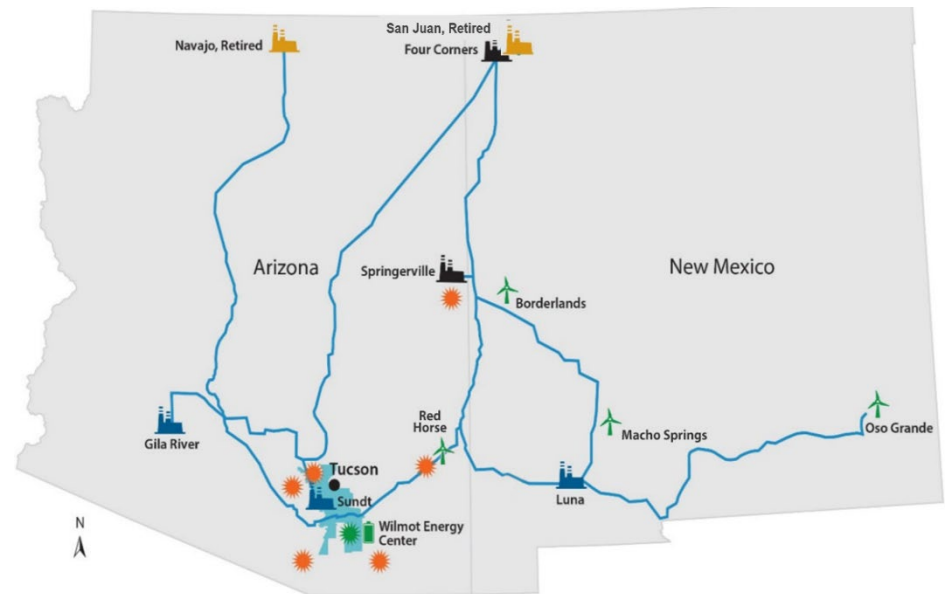 San Juan, Retired
Navajo, Retired
Four Corners
Arizona
New Mexico
Springerville
Borderlands
Red
Horse
Gila River
Macho Springs
Oso Grande
Tucson
Sundt
Luna
N
Wilmot Energy
Center